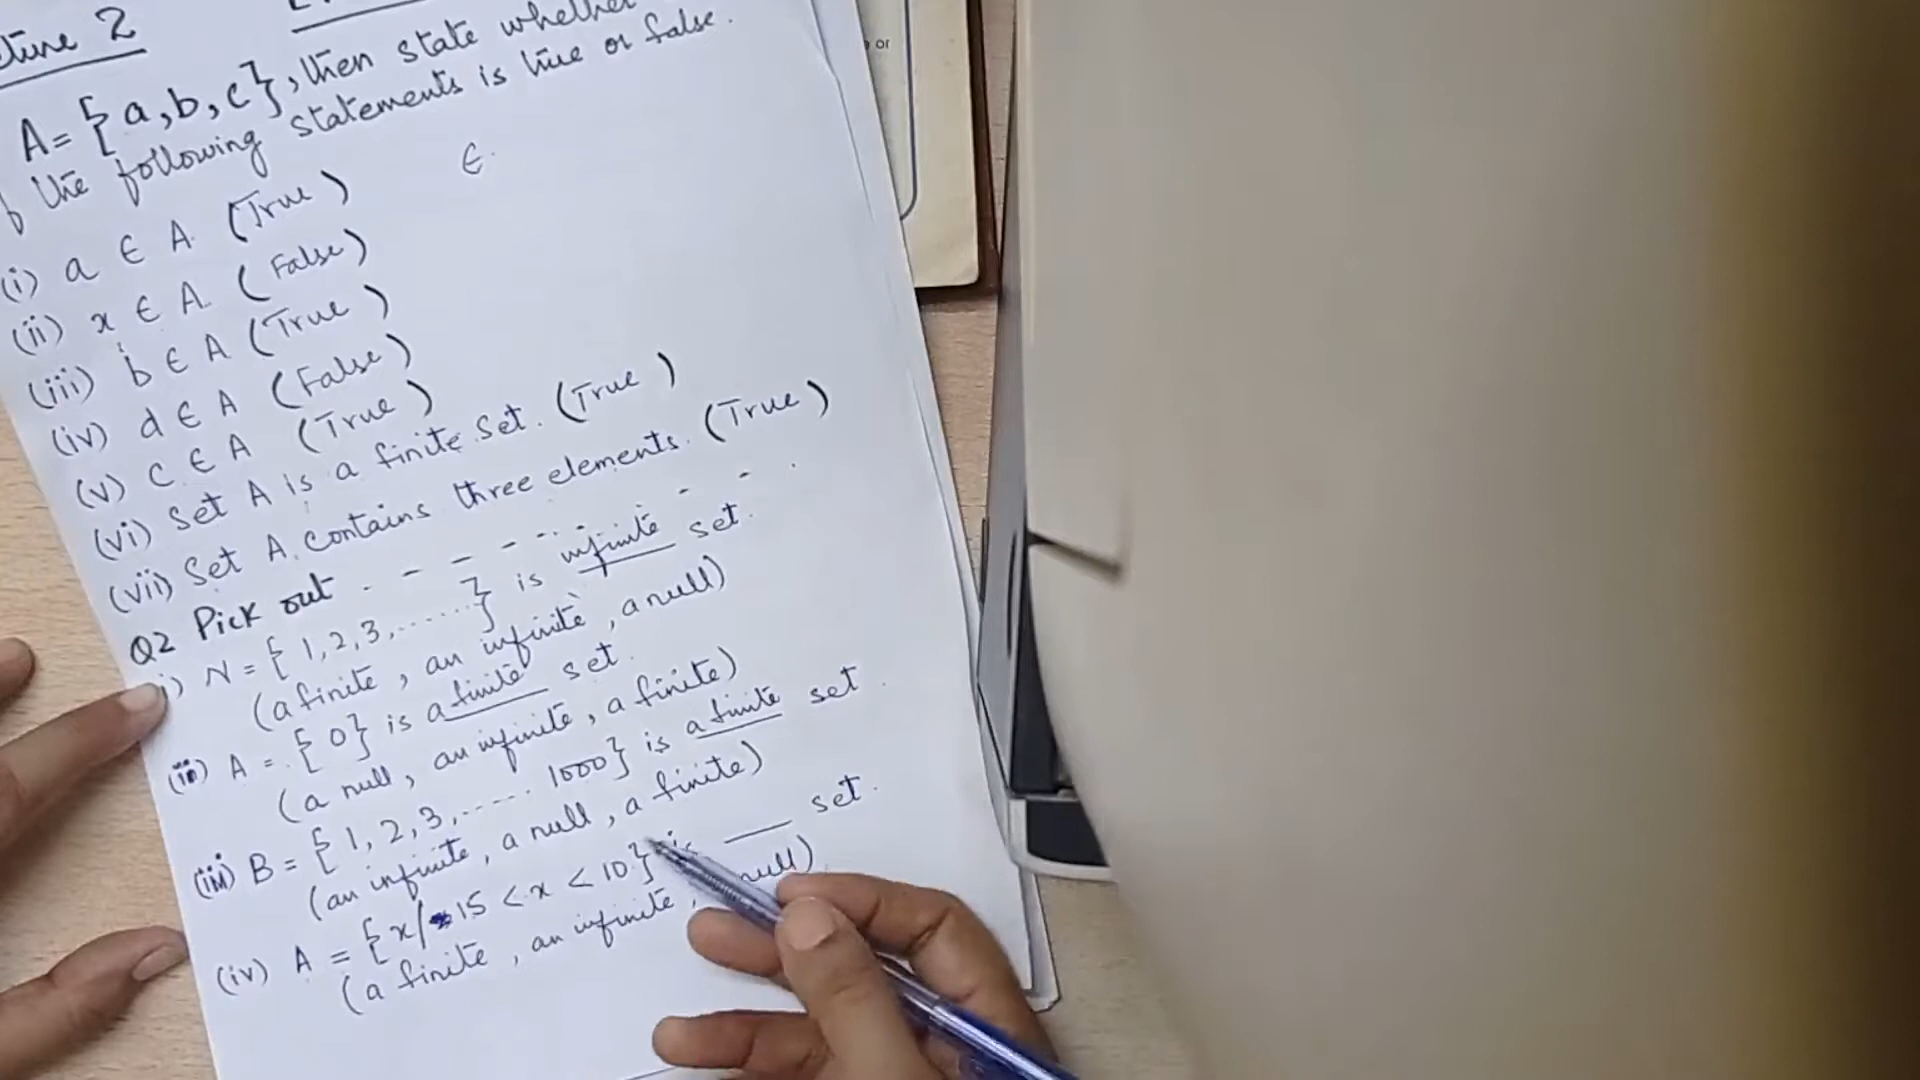 2
A = {a, b, c}, then state whether
the following statements is true or false.
∈
(i) a ∈ A. (True)
(ii) x ∈ A. (False)
(iii) b ∈ A (True)
(iv) d ∈ A (False)
(v) C ∈ A (True)
(vi) Set A is a finite set. (True)
(vii) Set A contains three elements. (True)
Q2 Pick out - - - - - - -
i) N = {1, 2, 3, ......} is infinite set.
(a finite, an infinite, a null)
(ii) A = {0} is a finite set.
(a null, an infinite, a finite)
(iii) B = {1, 2, 3, ..... 1000} is a finite set.
(an infinite, a null, a finite)
(iv) A = {x/ 15 < x < 10} is ___ set.
(a finite, an infinite, null)
or